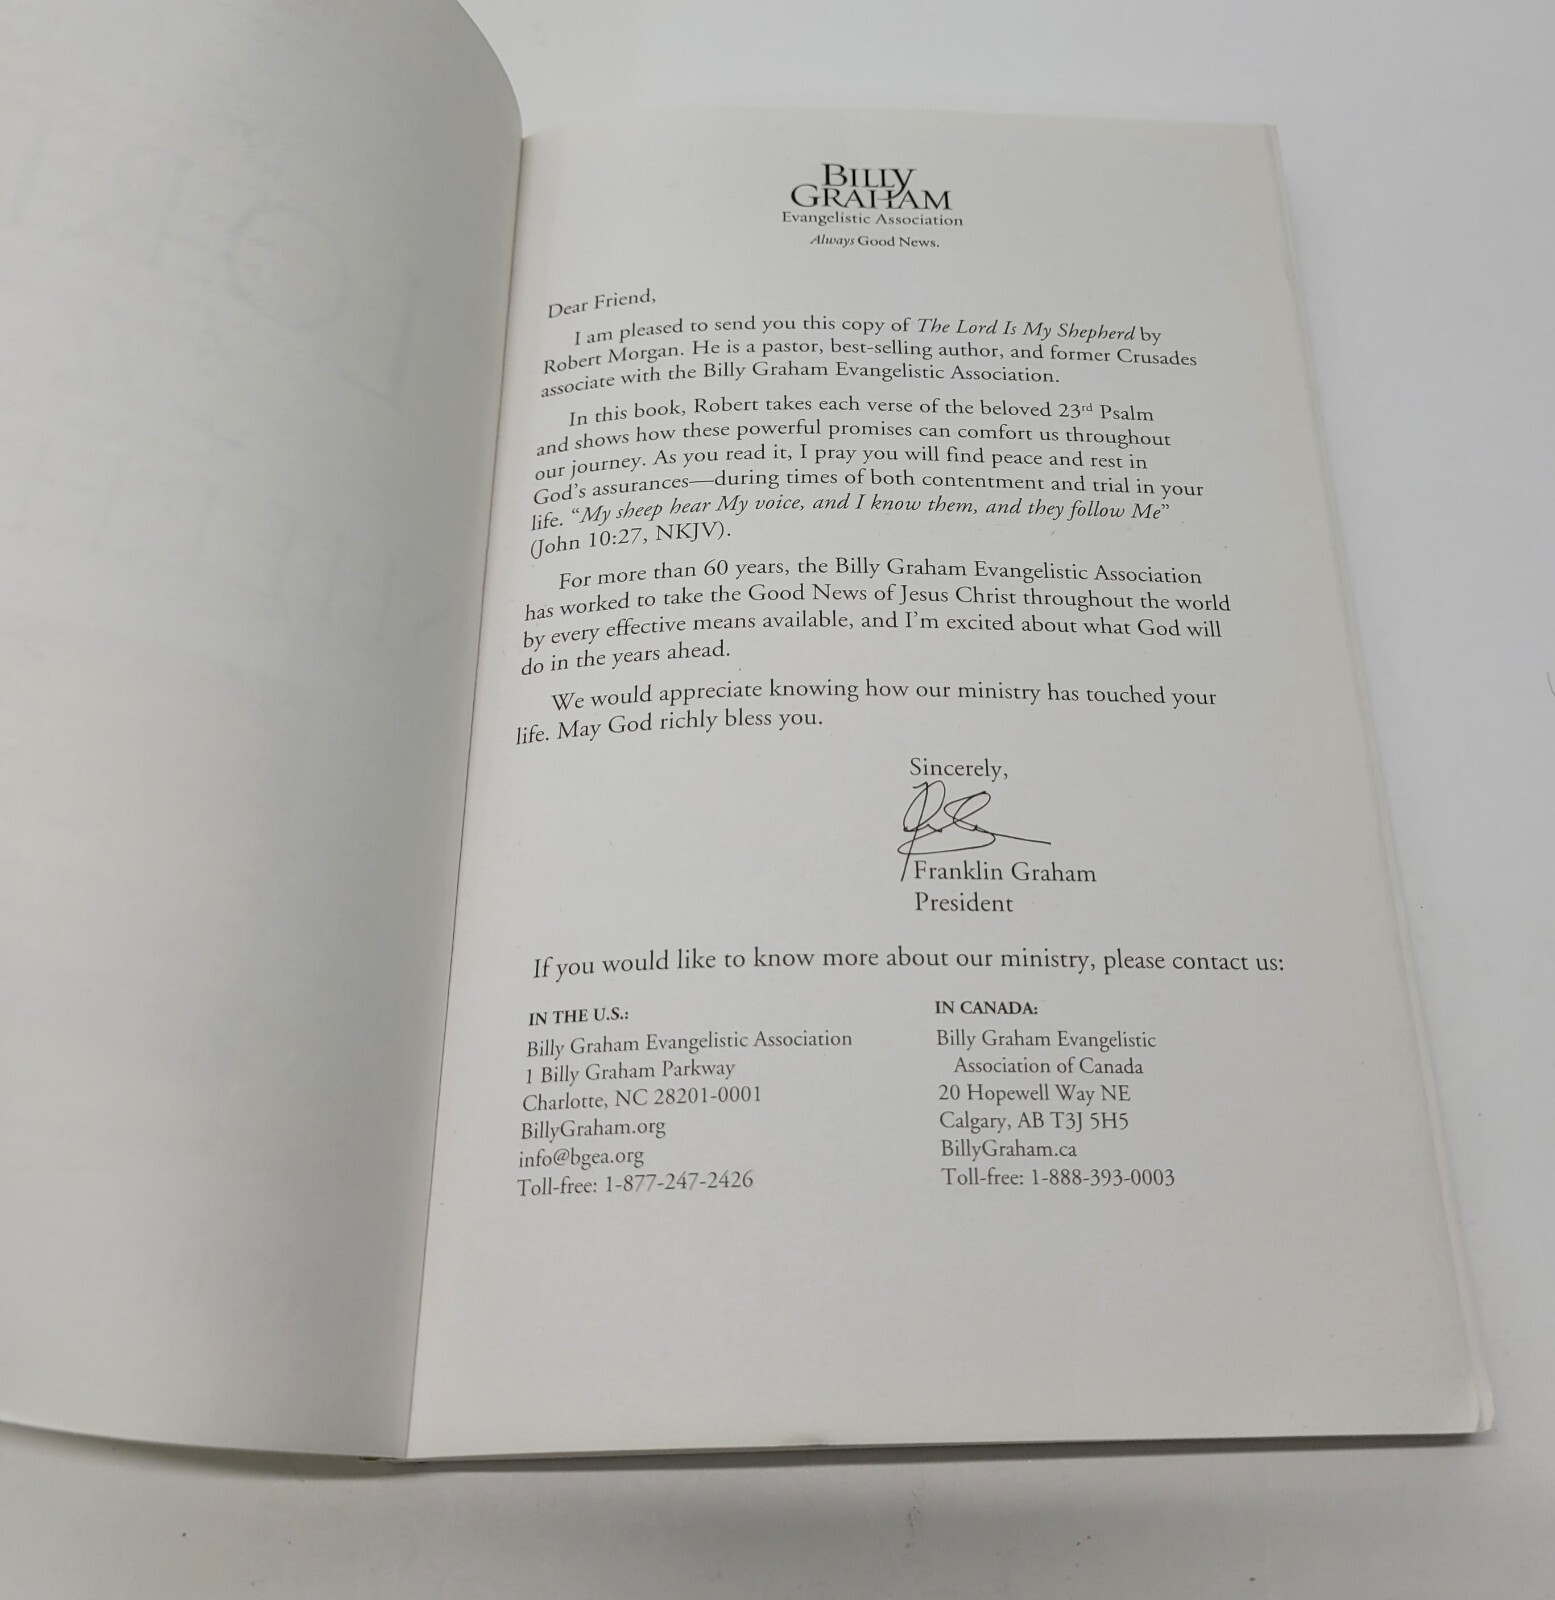 BILLY
GRAHAM
Evangelistic Association
Always Good News.
Dear Friend,
I am pleased to send you this copy of The Lord Is My Shepherd by
Robert Morgan. He is a pastor, best-selling author, and former Crusades
associate with the Billy Graham Evangelistic Association.
In this book, Robert takes each verse of the beloved 23rd Psalm
and shows how these powerful promises can comfort us throughout
our journey. As you read it, I pray you will find peace and rest in
God's assurances—during times of both contentment and trial in your
life. “My sheep hear My voice, and I know them, and they follow Me”
(John 10:27, NKJV).
For more than 60 years, the Billy Graham Evangelistic Association
has worked to take the Good News of Jesus Christ throughout the world
by every effective means available, and I'm excited about what God will
do in the years ahead.
We would appreciate knowing how our ministry has touched your
life. May God richly bless you.
Sincerely,
Franklin Graham
President
If you would like to know more about our ministry, please contact us:
IN THE U.S.:
Billy Graham Evangelistic Association
1 Billy Graham Parkway
Charlotte, NC 28201-0001
BillyGraham.org
info@bgea.org
Toll-free: 1-877-247-2426
IN CANADA:
Billy Graham Evangelistic
Association of Canada
20 Hopewell Way NE
Calgary, AB T3J 5H5
BillyGraham.ca
Toll-free: 1-888-393-0003